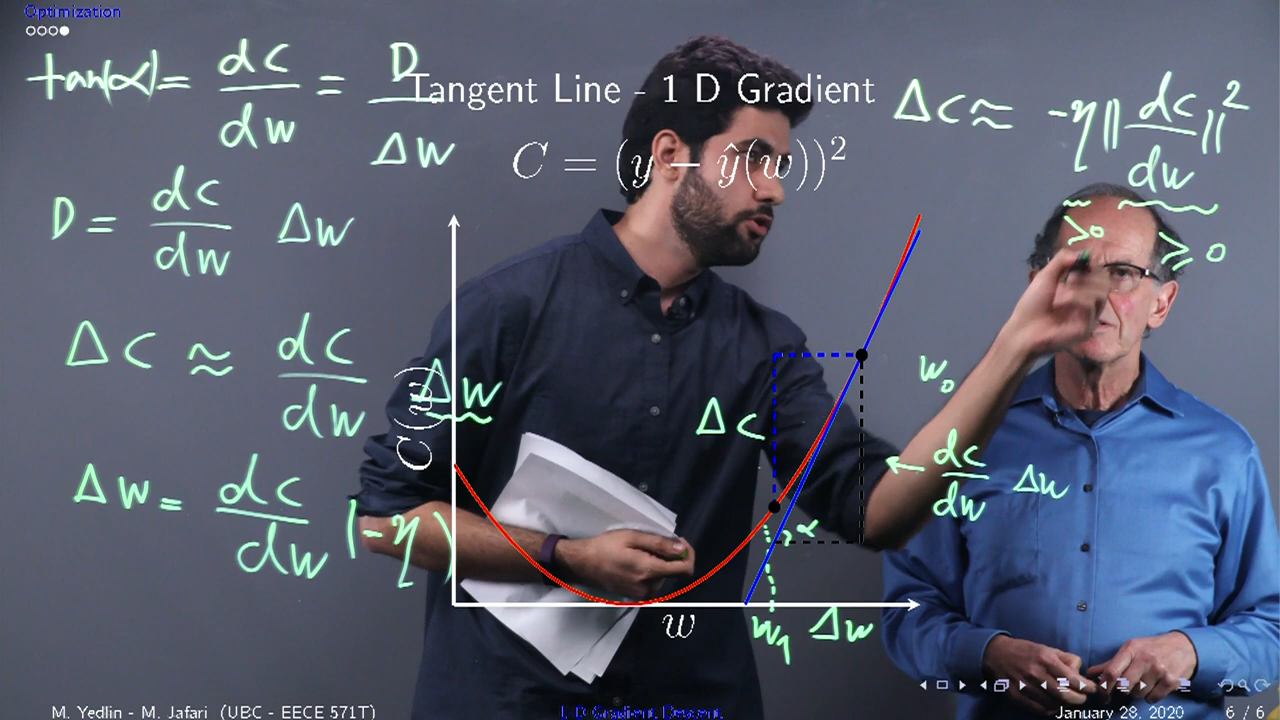 Optimization
Tangent Line - 1 D Gradient
C = (y − ŷ(w))²
tan(α) = dC/dw = D/Δw
D = dC/dw Δw
ΔC ≈ dC/dw Δw
Δw = dC/dw (-η)
ΔC ≈ -η ||dC/dw||²
>0 ≥0
C(w)
ΔC
w₀
← dC/dw Δw
α
w
w₁ Δw
M. Yedlin - M. Jafari (UBC - EECE 571T)
1 D Gradient Descent
January 28, 2020
6 / 6